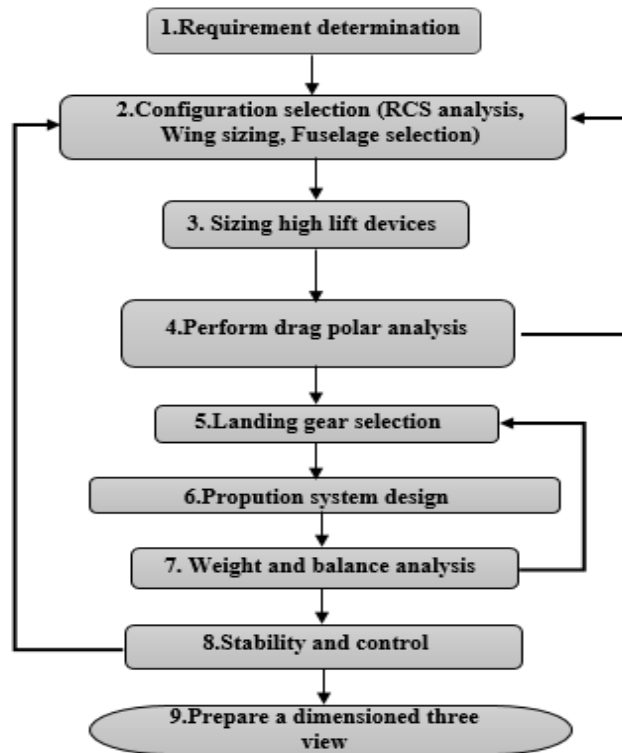 1.Requirement determination
2.Configuration selection (RCS analysis,
Wing sizing, Fuselage selection)
3. Sizing high lift devices
4.Perform drag polar analysis
5.Landing gear selection
6.Propution system design
7. Weight and balance analysis
8.Stability and control
9.Prepare a dimensioned three
view